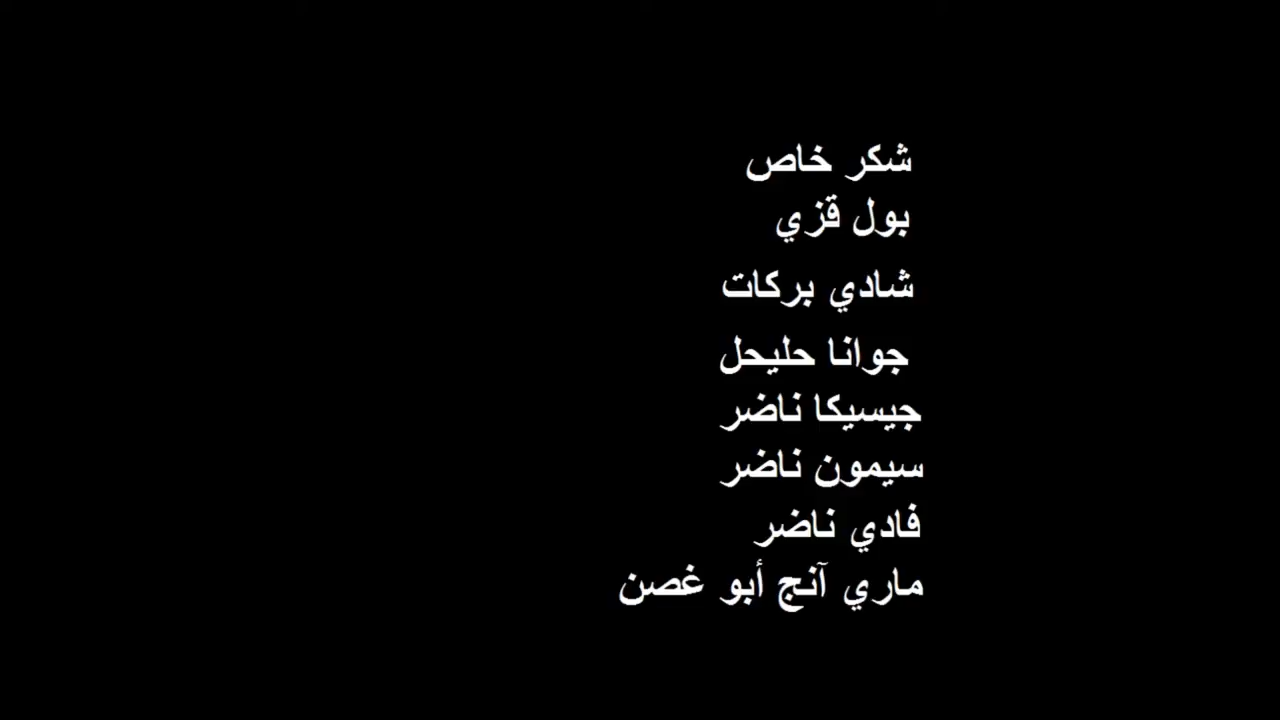 شكر خاص
بول قزي
شادي بركات
جوانا حليحل
جيسيكا ناضر
سيمون ناضر
فادي ناضر
ماري آنج أبو غصن